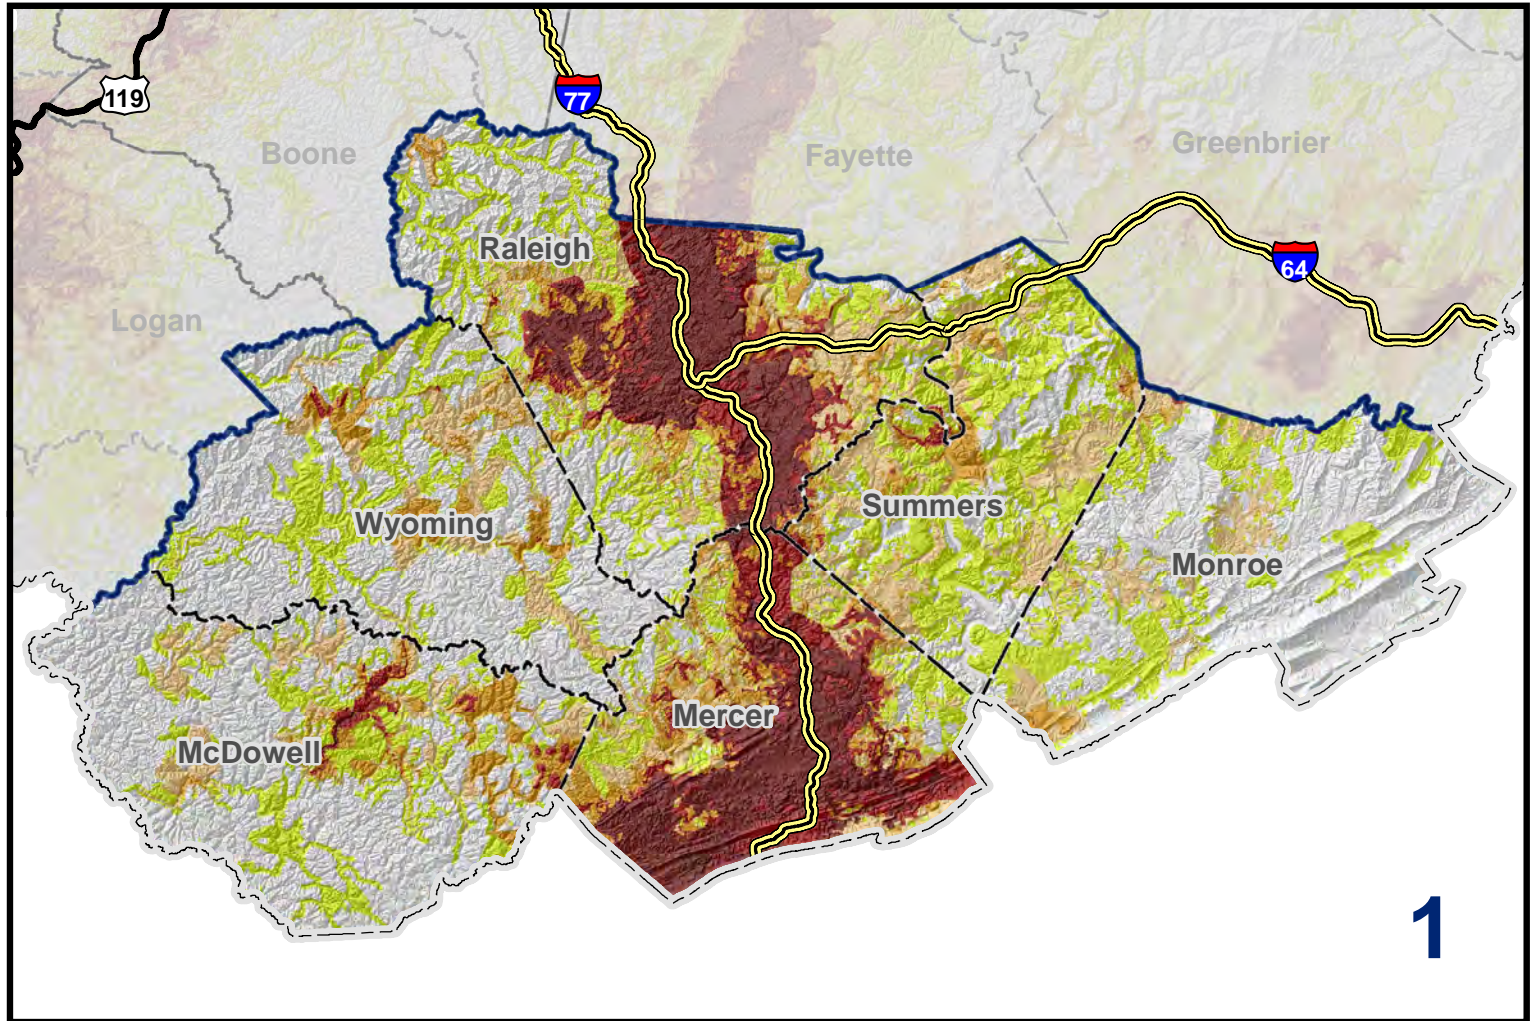 119
77
Boone
Fayette
Greenbrier
Raleigh
64
Logan
Summers
Wyoming
Monroe
Mercer
McDowell
1